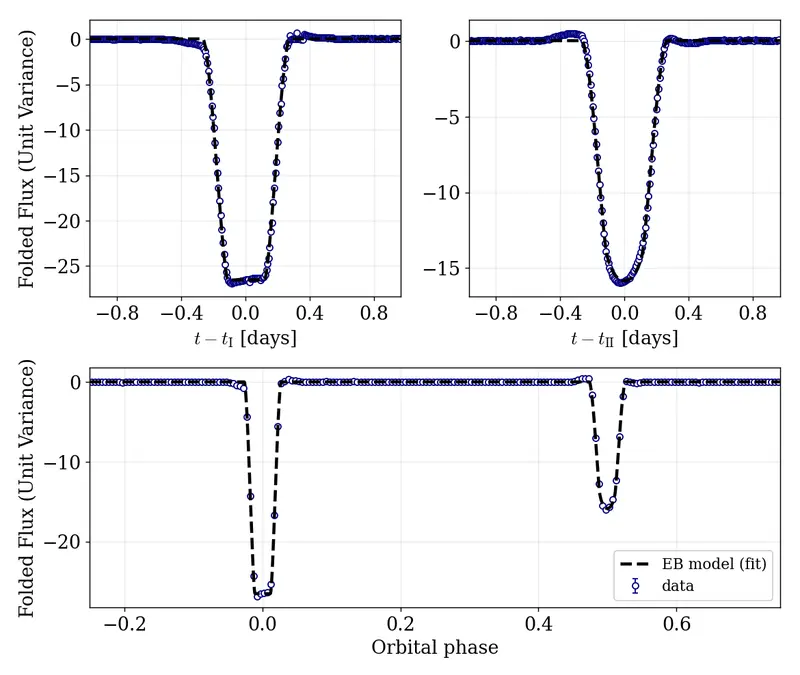 Folded Flux (Unit Variance)
0
−5
−10
−15
−20
−25
−0.8 −0.4 0.0 0.4 0.8
t − t_I [days]
0
−5
−10
−15
−0.8 −0.4 0.0 0.4 0.8
t − t_II [days]
Folded Flux (Unit Variance)
0
−10
−20
−0.2 0.0 0.2 0.4 0.6
Orbital phase
EB model (fit)
data